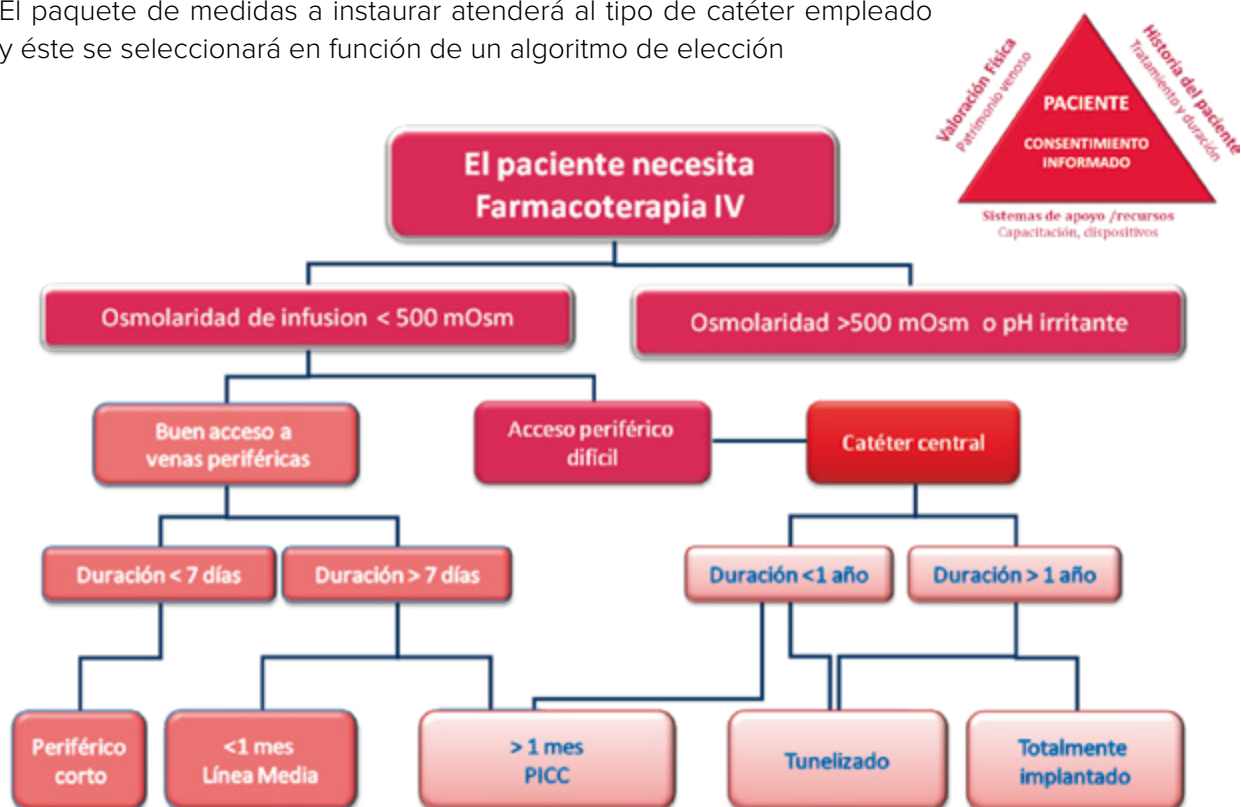 El paquete de medidas a instaurar atenderá al tipo de catéter empleado
y éste se seleccionará en función de un algoritmo de elección
Valoración Física
Patrimonio venoso
Historia del paciente
Tratamiento y duración
PACIENTE
CONSENTIMIENTO
INFORMADO
Sistemas de apoyo /recursos
Capacitación, dispositivos
El paciente necesita
Farmacoterapia IV
Osmolaridad de infusion < 500 mOsm
Osmolaridad >500 mOsm o pH irritante
Buen acceso a
venas periféricas
Acceso periférico
difícil
Catéter central
Duración < 7 días
Duración > 7 días
Duración <1 año
Duración > 1 año
Periférico
corto
<1 mes
Línea Media
> 1 mes
PICC
Tunelizado
Totalmente
implantado